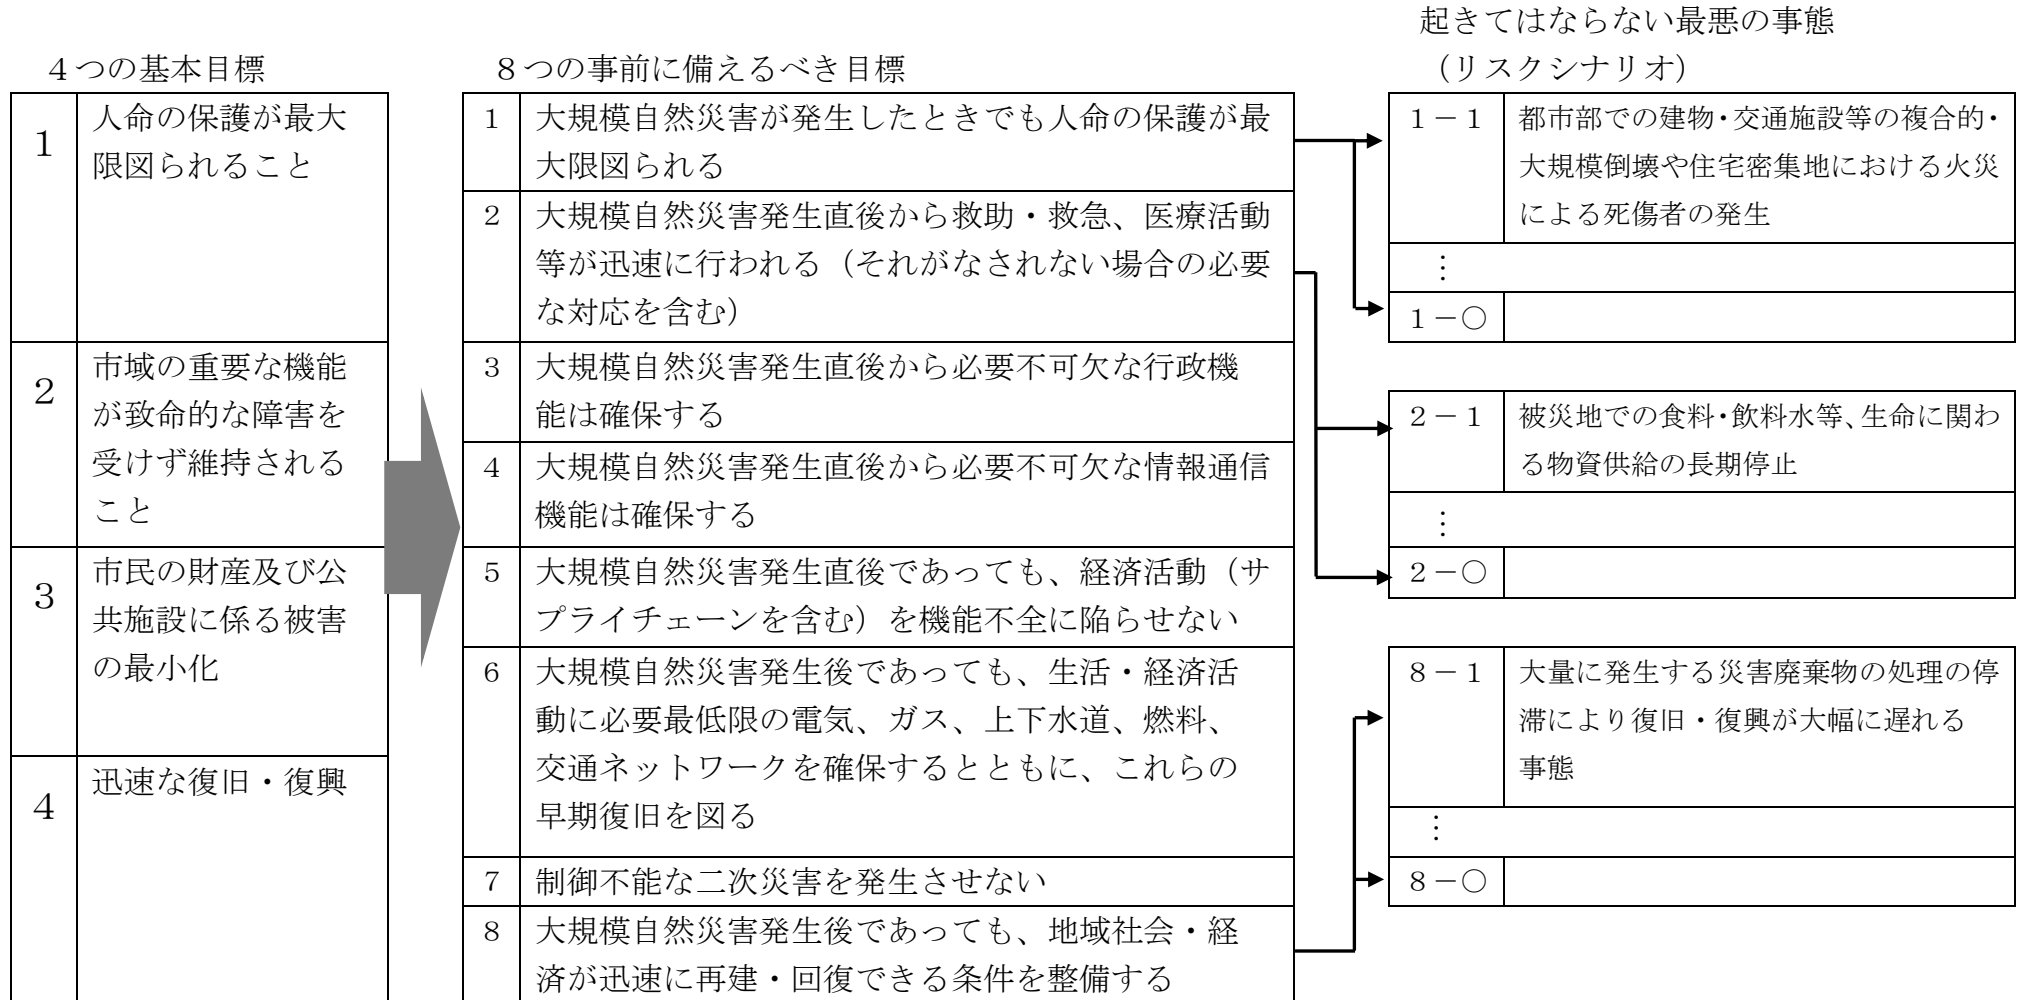 ４つの基本目標
1
人命の保護が最大
限図られること
2
市域の重要な機能
が致命的な障害を
受けず維持される
こと
3
市民の財産及び公
共施設に係る被害
の最小化
4
迅速な復旧・復興
８つの事前に備えるべき目標
1
大規模自然災害が発生したときでも人命の保護が最
大限図られる
2
大規模自然災害発生直後から救助・救急、医療活動
等が迅速に行われる（それがなされない場合の必要
な対応を含む）
3
大規模自然災害発生直後から必要不可欠な行政機
能は確保する
4
大規模自然災害発生直後から必要不可欠な情報通信
機能は確保する
5
大規模自然災害発生直後であっても、経済活動（サ
プライチェーンを含む）を機能不全に陥らせない
6
大規模自然災害発生後であっても、生活・経済活
動に必要最低限の電気、ガス、上下水道、燃料、
交通ネットワークを確保するとともに、これらの
早期復旧を図る
7
制御不能な二次災害を発生させない
8
大規模自然災害発生後であっても、地域社会・経
済が迅速に再建・回復できる条件を整備する
起きてはならない最悪の事態
（リスクシナリオ）
１－１
都市部での建物・交通施設等の複合的・
大規模倒壊や住宅密集地における火災
による死傷者の発生
⋮
１－○
２－１
被災地での食料・飲料水等、生命に関わ
る物資供給の長期停止
⋮
２－○
８－１
大量に発生する災害廃棄物の処理の停
滞により復旧・復興が大幅に遅れる
事態
⋮
８－○